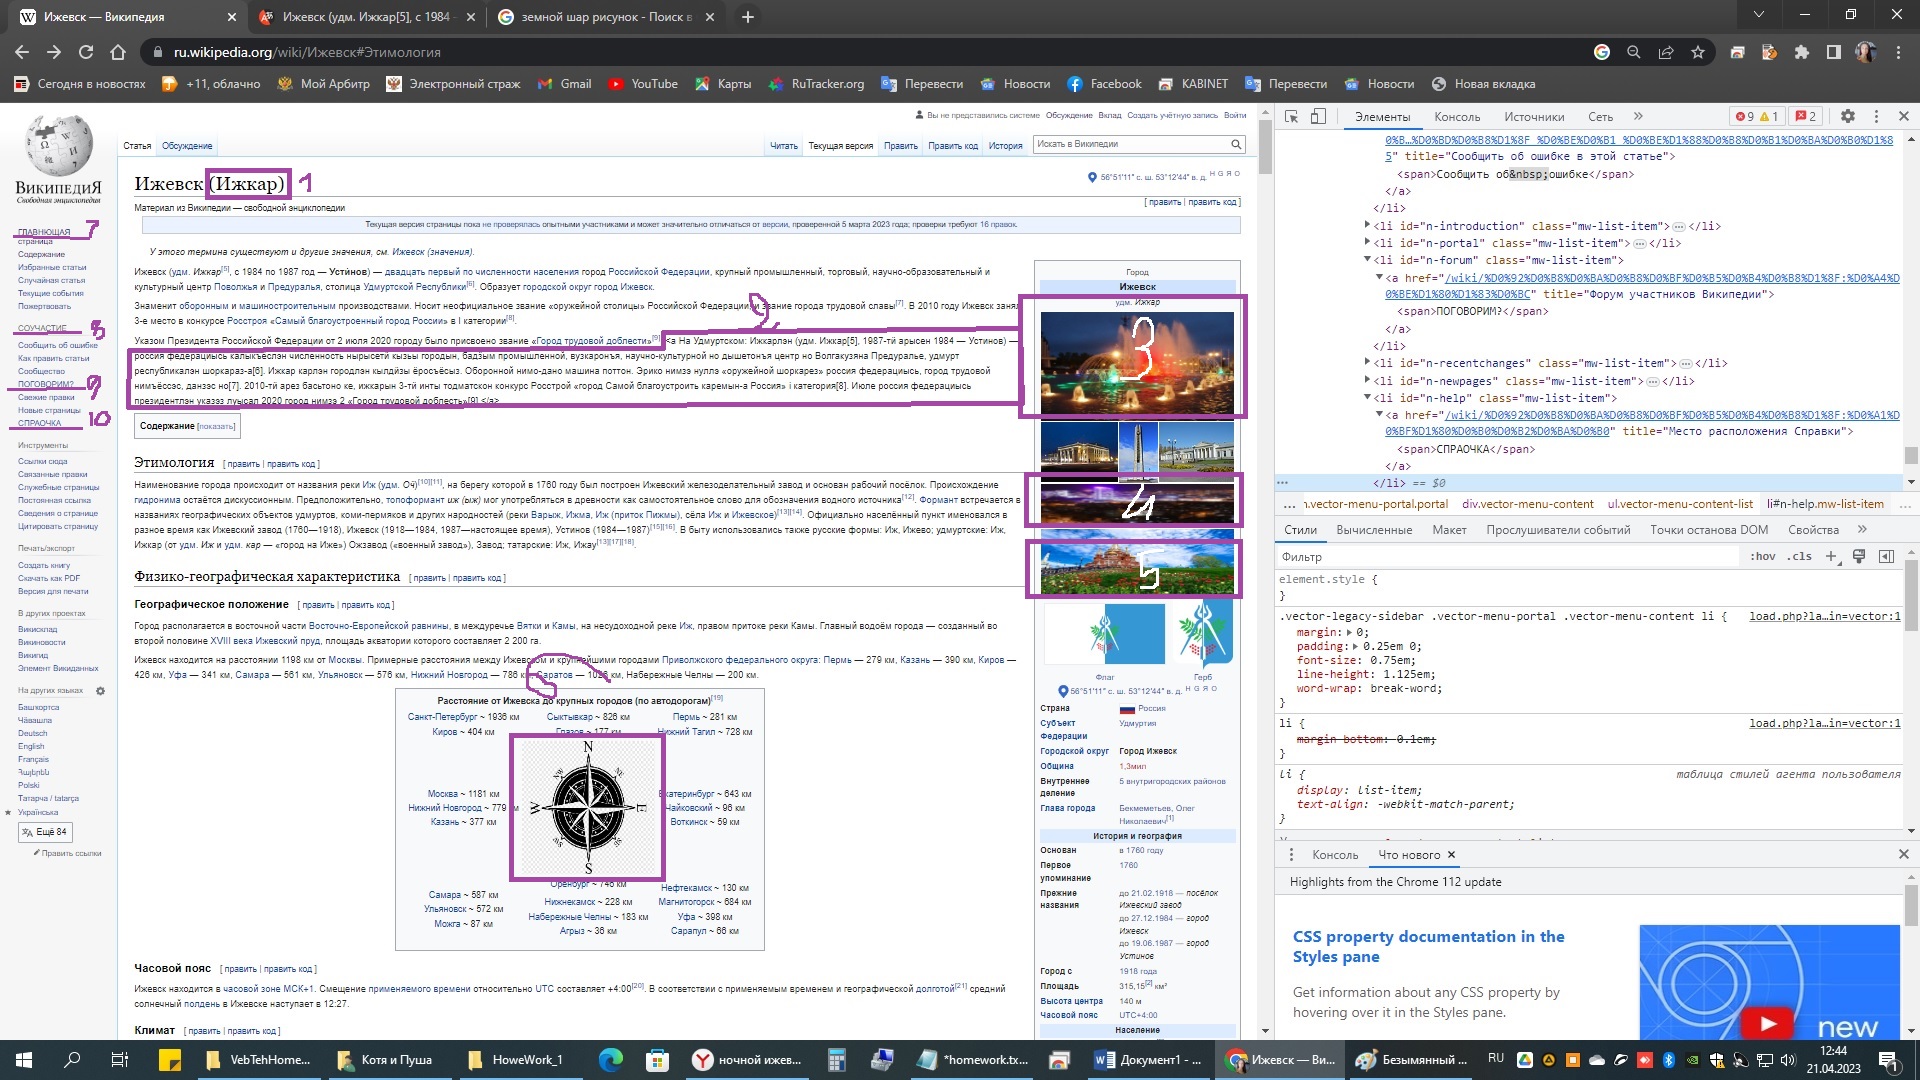 Ижевск — Википедия
Ижевск (удм. Ижкар[5], с 1984
земной шар рисунок - Поиск в
ru.wikipedia.org/wiki/Ижевск#Этимология
Сегодня в новостях
+11, облачно
Мой Арбитр
Электронный страж
Gmail
YouTube
Карты
RuTracker.org
Перевести
Новости
Facebook
KABINET
Перевести
Новости
Новая вкладка
ВикипедиЯ
Свободная энциклопедия
ГЛАВНЮЩАЯ 7
страница
Содержание
Избранные статьи
Случайная статья
Текущие события
Пожертвовать
СОУЧАСТИЕ
Сообщить об ошибке
Как править статьи
Сообщество
ПОГОВОРИМ? 9
Свежие правки
Новые страницы
СПРАОЧКА 10
Инструменты
Ссылки сюда
Связанные правки
Служебные страницы
Постоянная ссылка
Сведения о странице
Цитировать страницу
Печать/экспорт
Создать книгу
Скачать как PDF
Версия для печати
В других проектах
Викисклад
Викиновости
Викигид
Элемент Викиданных
На других языках
Башҡортса
Чӑвашла
Deutsch
English
Français
Հայերեն
Polski
Татарча / tatarça
Українська
Ещё 84
Править ссылки
Вы не представились системе Обсуждение Вклад Создать учётную запись Войти
Статья Обсуждение Читать Текущая версия Править Править код История Искать в Википедии
Ижевск (Ижкар) 1
56°51′11″ с. ш. 53°12′44″ в. д. H G Я O
Материал из Википедии — свободной энциклопедии
[ править | править код ]
Текущая версия страницы пока не проверялась опытными участниками и может значительно отличаться от версии, проверенной 5 марта 2023 года; проверки требуют 16 правок.
У этого термина существуют и другие значения, см. Ижевск (значения).
Ижевск (удм. Ижкар[5], с 1984 по 1987 год — Усти́нов) — двадцать первый по численности населения город Российской Федерации, крупный промышленный, торговый, научно-образовательный и
культурный центр Поволжья и Предуралья, столица Удмуртской Республики[6]. Образует городской округ город Ижевск.
Знаменит оборонным и машиностроительным производствами. Носит неофициальное звание «оружейной столицы» Российской Федерации и звание города трудовой славы[7]. В 2010 году Ижевск занял
3-е место в конкурсе Росстроя «Самый благоустроенный город России» в I категории[8].
2
Указом Президента Российской Федерации от 2 июля 2020 году было присвоено звание «Город трудовой доблести»[9] <a На Удмуртском: Ижкарлан (удм. Ижкар[5], 1987-тй арысен 1984 — Устинов) —
россия федерациысь калыкъёслэн численность нырысетй кызьы городын, бадзым промышленной, вузкаронъя, научно-культурной но дышетонъя центр но Волгакузяна Предуралье, удмурт
республикалэн шоркараз-а[6]. Ижкар карлэн городлэн кылдӥзы ёросъёсыз. Оборонной нимо-дано машина поттон. Эрико нимзэ нуллэ «оружейной шоркарез» россия федерациысь, город трудовой
нимъёсэс, данзэс но[7]. 2010-тй арез бастоно ке, ижкарын 3-тй инты тодматскон конкурс Росстрой «город Самой благоустроить каремын-а Россия» i категория[8]. Июле россия федерациысь
президентлэн указэз луысал 2020 город нимзэ 2 «Город трудовой доблесть»[9].</a>
Содержание [показать]
Этимология [ править | править код ]
Наименование города происходит от названия реки Иж (удм. Оӵ)[10][11], на берегу которой в 1760 году был построен Ижевский железоделательный завод и основан рабочий посёлок. Происхождение
гидронима остаётся дискуссионным. Предположительно, топоформант иж (ыж) мог употребляться в древности как самостоятельное слово для обозначения водного источника[12]. Формант встречается в
названиях географических объектов удмуртов, коми-пермяков и других народностей (реки Варыж, Ижма, Иж (приток Пижмы), сёла Иж и Ижевское)[13][14]. Официально населённый пункт именовался в
разное время как Ижевский завод (1760—1918), Ижевск (1918—1984, 1987—настоящее время), Устинов (1984—1987)[15][16]. В быту использовались также русские формы: Иж, Ижево; удмуртские: Иж,
Ижкар (от удм. Иж и удм. кар — «город на Иже») Ожзавод («военный завод»), Завод; татарские: Иж, Ижау[13][17][18].
Физико-географическая характеристика [ править | править код ]
Географическое положение [ править | править код ]
Город располагается в восточной части Восточно-Европейской равнины, в междуречье Вятки и Камы, на несудоходной реке Иж, правом притоке реки Камы. Главный водоём города — созданный во
второй половине XVIII века Ижевский пруд, площадь акватории которого составляет 2 200 га.
Ижевск находится на расстоянии 1198 км от Москвы. Примерные расстояния между Ижевском и крупнейшими городами Приволжского федерального округа: Пермь — 279 км, Казань — 390 км, Киров —
426 км, Уфа — 341 км, Самара — 561 км, Ульяновск — 576 км, Нижний Новгород — 786 км, Саратов — 1026 км, Набережные Челны — 200 км.
Расстояние от Ижевска до крупных городов (по автодорогам)[19]
Санкт-Петербург ~ 1936 км Сыктывкар ~ 826 км Пермь ~ 281 км
Киров ~ 404 км Глазов ~ 177 км Нижний Тагил ~ 728 км
N
NW NE
W E
S
Москва ~ 1181 км Екатеринбург ~ 643 км
Нижний Новгород ~ 779 км Чайковский ~ 96 км
Казань ~ 377 км Воткинск ~ 59 км
Оренбург ~ 746 км Нефтекамск ~ 130 км
Самара ~ 587 км Нижнекамск ~ 228 км Магнитогорск ~ 684 км
Ульяновск ~ 572 км Набережные Челны ~ 183 км Уфа ~ 398 км
Можга ~ 87 км Агрыз ~ 36 км Сарапул ~ 66 км
Часовой пояс [ править | править код ]
Ижевск находится в часовой зоне МСК+1. Смещение применяемого времени относительно UTC составляет +4:00[20]. В соответствии с применяемым временем и географической долготой[21] средний
солнечный полдень в Ижевске наступает в 12:27.
Климат [ править | править код ]
Город
Ижевск
удм. Ижкар
3
4
5
Флаг Герб
56°51′11″ с. ш. 53°12′44″ в. д. H G Я O
Страна Россия
Субъект Федерации Удмуртия
Городской округ Город Ижевск
Община 1,3мил
Внутреннее деление 5 внутригородских районов
Глава города Бекмеметьев, Олег Николаевич[1]
История и география
Основан в 1760 году
Первое упоминание 1760
Прежние названия до 21.02.1918 — посёлок Ижевский завод
до 27.12.1984 — город Ижевск
до 19.06.1987 — город Устинов
Город с 1918 года
Площадь 315,15[2] км²
Высота центра 140 м
Часовой пояс UTC+4:00
Население
Элементы Консоль Источники Сеть » 9 1 2
0%B…%D0%BD%D0%B8%D1%8F_%D0%BE%D0%B1_%D0%BE%D1%88%D0%B8%D0%B1%D0%BA%D0%B0%D1%8
5" title="Сообщить об ошибке в этой статье">
<span>Сообщить об&nbsp;ошибке</span>
</a>
</li>
<li id="n-introduction" class="mw-list-item">…</li>
<li id="n-portal" class="mw-list-item">…</li>
<li id="n-forum" class="mw-list-item">
<a href="/wiki/%D0%92%D0%B8%D0%BA%D0%B8%D0%BF%D0%B5%D0%B4%D0%B8%D1%8F:%D0%A4%D
0%BE%D1%80%D1%83%D0%BC" title="Форум участников Википедии">
<span>ПОГОВОРИМ?</span>
</a>
</li>
<li id="n-recentchanges" class="mw-list-item">…</li>
<li id="n-newpages" class="mw-list-item">…</li>
<li id="n-help" class="mw-list-item">
<a href="/wiki/%D0%92%D0%B8%D0%BA%D0%B8%D0%BF%D0%B5%D0%B4%D0%B8%D1%8F:%D0%A1%D
0%BF%D1%80%D0%B0%D0%B2%D0%BA%D0%B0" title="Место расположения Справки">
<span>СПРАОЧКА</span>
</a>
</li> == $0
… ı.vector-menu-portal.portal div.vector-menu-content ul.vector-menu-content-list li#n-help.mw-list-item …
Стили Вычисленные Макет Прослушиватели событий Точки останова DOM Свойства »
Фильтр :hov .cls +
element.style {
}
.vector-legacy-sidebar .vector-menu-portal .vector-menu-content li { load.php?la…in=vector:1
margin: 0;
padding: 0.25em 0;
font-size: 0.75em;
line-height: 1.125em;
word-wrap: break-word;
}
li { load.php?la…in=vector:1
margin-bottom: 0.1em;
}
li { таблица стилей агента пользователя
display: list-item;
text-align: -webkit-match-parent;
}
Консоль Что нового
Highlights from the Chrome 112 update
CSS property documentation in the
Styles pane
Get information about any CSS property by
hovering over it in the Styles pane.
new
VebTehHome...
Котя и Пуша
HoweWork_1
ночной ижев...
*homework.tx...
Документ1 - ...
Ижевск — Ви...
Безымянный ...
RU
12:44
21.04.2023
1